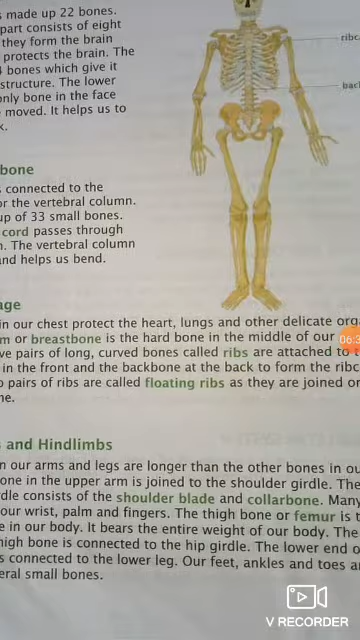 s made up 22 bones.
part consists of eight
they form the brain
protects the brain. The
bones which give it
structure. The lower
only bone in the face
moved. It helps us to
k.
ribc
back
bone
s connected to the
or the vertebral column.
up of 33 small bones.
cord passes through
n. The vertebral column
and helps us bend.
age
in our chest protect the heart, lungs and other delicate orga
m or breastbone is the hard bone in the middle of our
ve pairs of long, curved bones called ribs are attached to t
in the front and the backbone at the back to form the ribc
o pairs of ribs are called floating ribs as they are joined on
ne.
s and Hindlimbs
in our arms and legs are longer than the other bones in ou
one in the upper arm is joined to the shoulder girdle. The
dle consists of the shoulder blade and collarbone. Many
our wrist, palm and fingers. The thigh bone or femur is t
e in our body. It bears the entire weight of our body. The
high bone is connected to the hip girdle. The lower end o
s connected to the lower leg. Our feet, ankles and toes ar
eral small bones.
V RECORDER